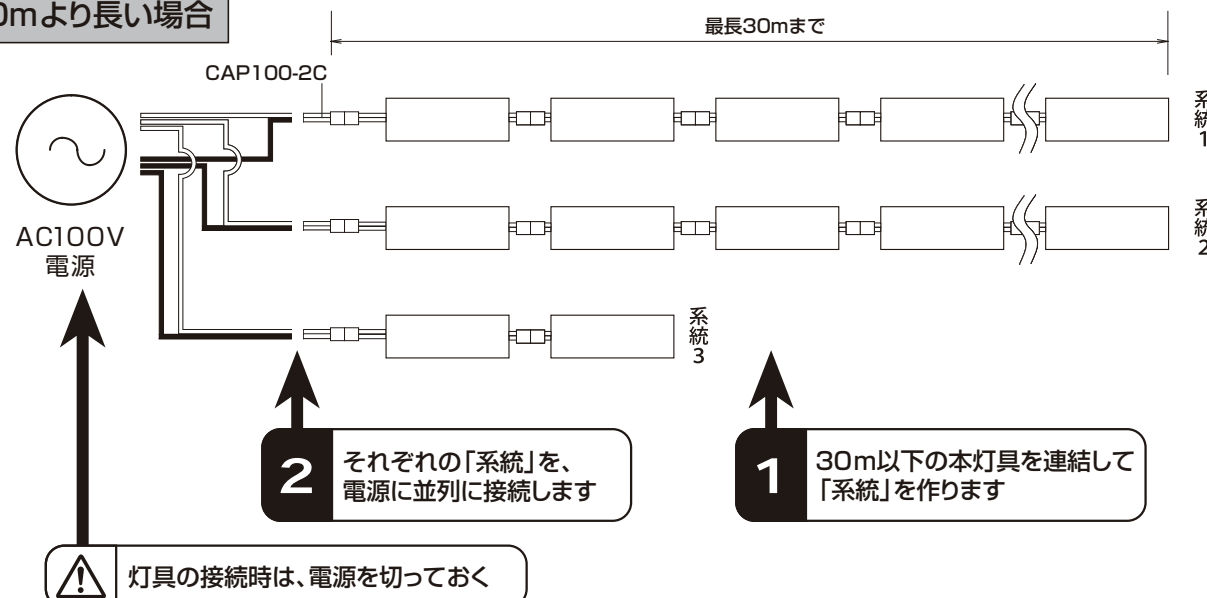 0mより長い場合
最長30mまで
CAP100-2C
系統1
系統2
AC100V
電源
系統3
2
それぞれの「系統」を、
電源に並列に接続します
1
30m以下の本灯具を連結して
「系統」を作ります
灯具の接続時は、電源を切っておく